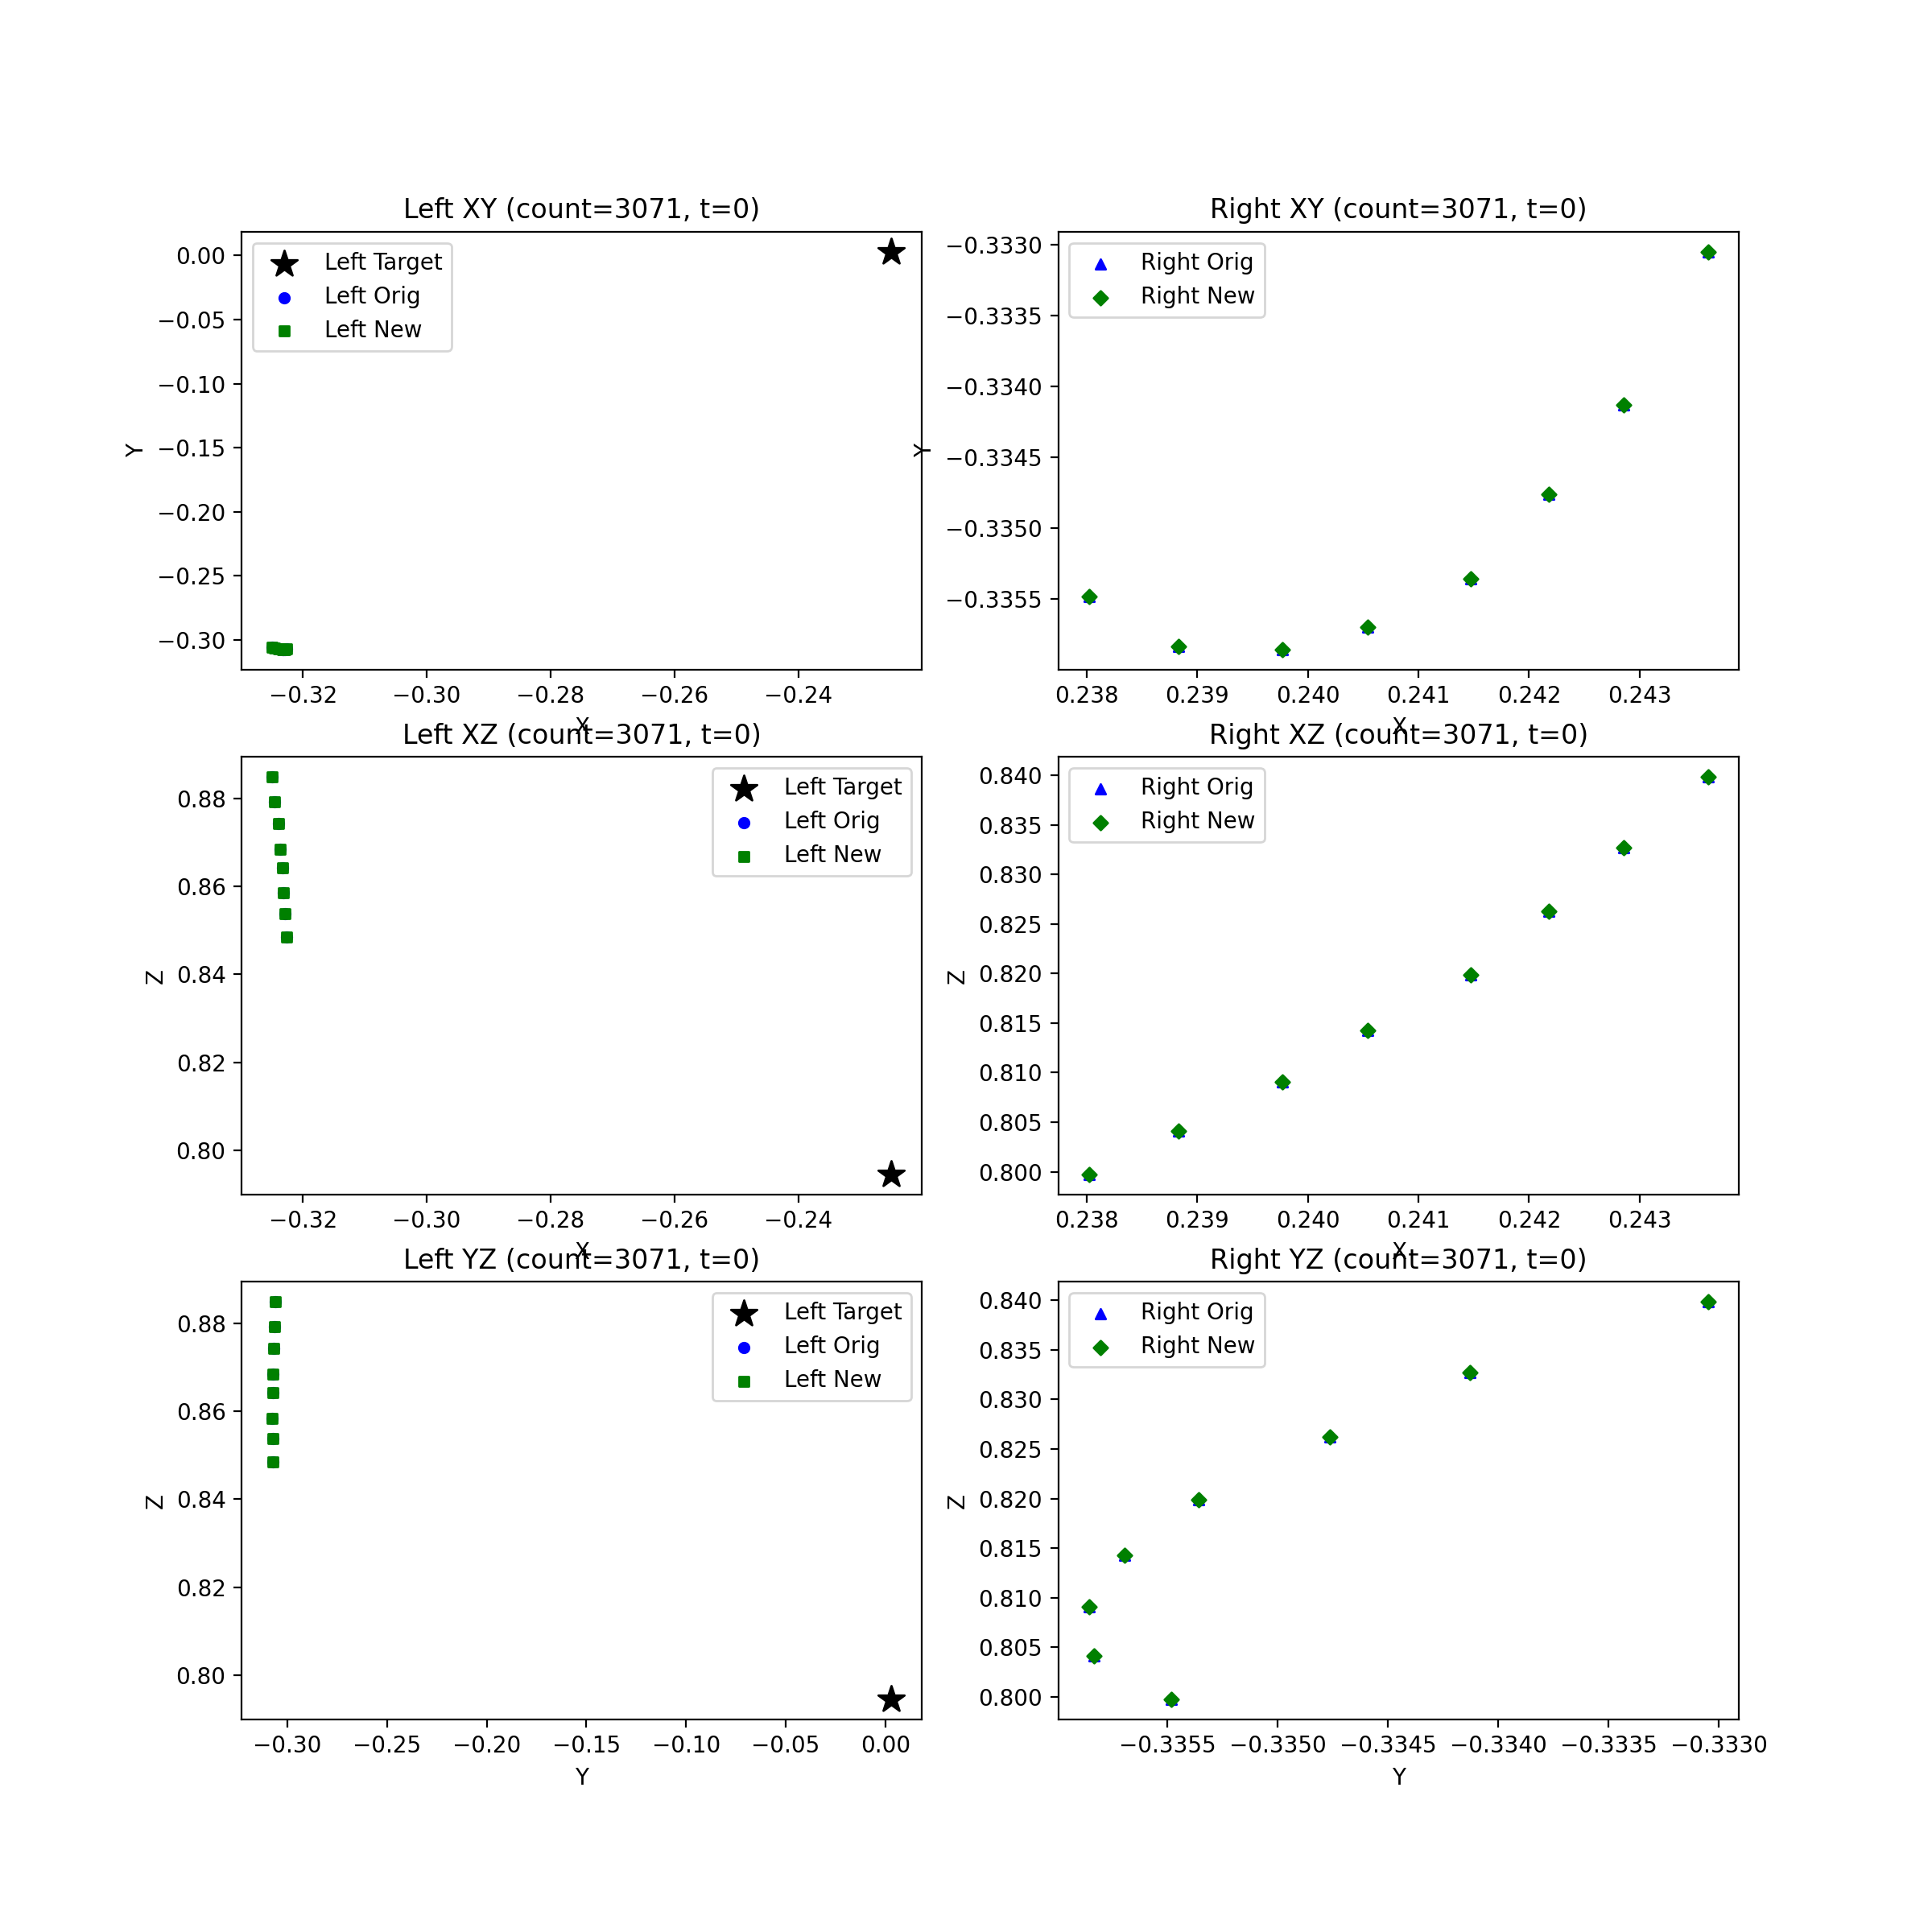 Left XY (count=3071, t=0)
Left Target
Left Orig
Left New
0.00
−0.05
−0.10
−0.15
−0.20
−0.25
−0.30
Y
−0.32
−0.30
−0.28
−0.26
−0.24
X
Right XY (count=3071, t=0)
Right Orig
Right New
−0.3330
−0.3335
−0.3340
−0.3345
−0.3350
−0.3355
Y
0.238
0.239
0.240
0.241
0.242
0.243
X
Left XZ (count=3071, t=0)
Left Target
Left Orig
Left New
0.88
0.86
0.84
0.82
0.80
Z
−0.32
−0.30
−0.28
−0.26
−0.24
X
Right XZ (count=3071, t=0)
Right Orig
Right New
0.840
0.835
0.830
0.825
0.820
0.815
0.810
0.805
0.800
Z
0.238
0.239
0.240
0.241
0.242
0.243
X
Left YZ (count=3071, t=0)
Left Target
Left Orig
Left New
0.88
0.86
0.84
0.82
0.80
Z
−0.30
−0.25
−0.20
−0.15
−0.10
−0.05
0.00
Y
Right YZ (count=3071, t=0)
Right Orig
Right New
0.840
0.835
0.830
0.825
0.820
0.815
0.810
0.805
0.800
Z
−0.3355
−0.3350
−0.3345
−0.3340
−0.3335
−0.3330
Y